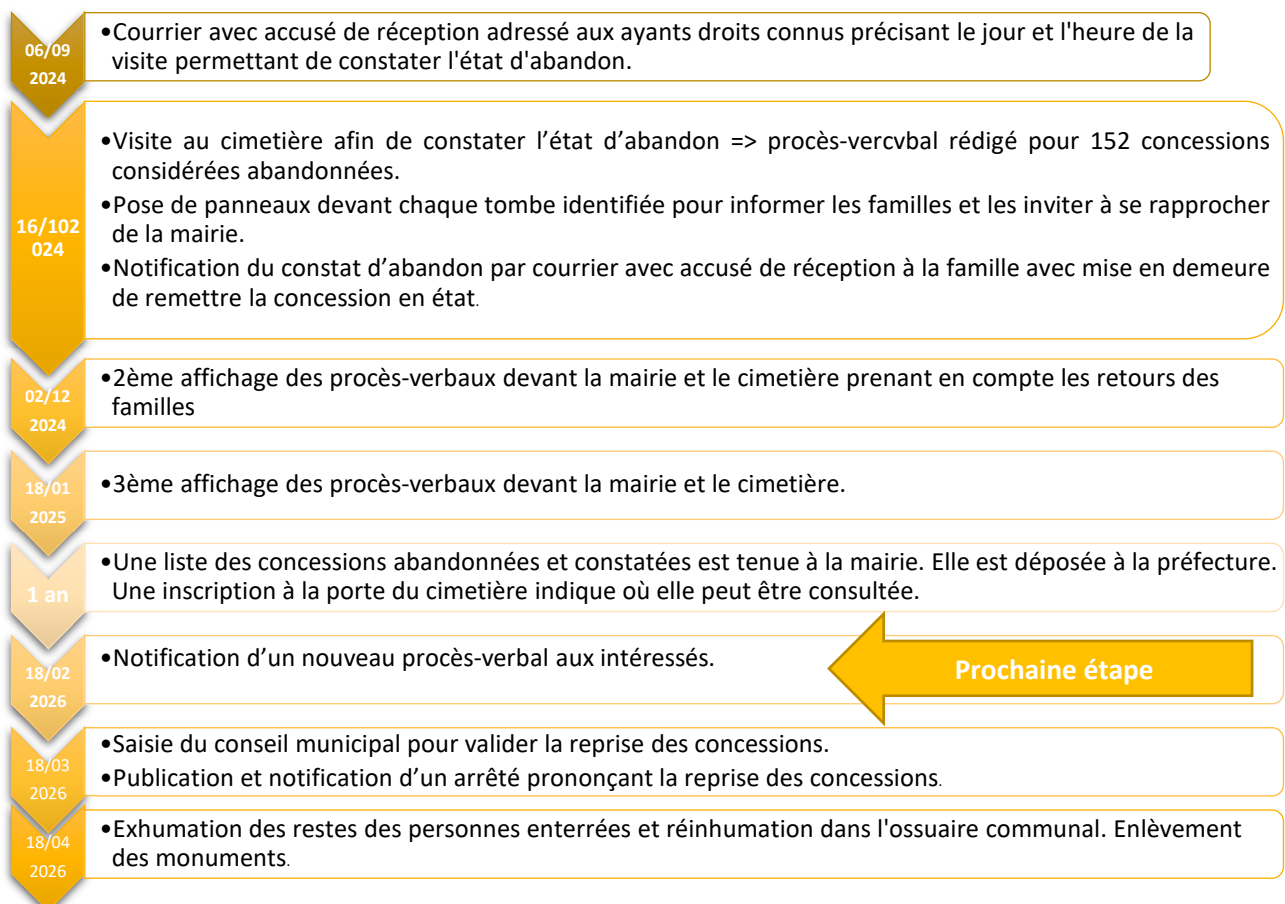 06/09
2024
•Courrier avec accusé de réception adressé aux ayants droits connus précisant le jour et l'heure de la
visite permettant de constater l'état d'abandon.
16/102
024
•Visite au cimetière afin de constater l’état d’abandon => procès-vercvbal rédigé pour 152 concessions
considérées abandonnées.
•Pose de panneaux devant chaque tombe identifiée pour informer les familles et les inviter à se rapprocher
de la mairie.
•Notification du constat d’abandon par courrier avec accusé de réception à la famille avec mise en demeure
de remettre la concession en état.
02/12
2024
•2ème affichage des procès-verbaux devant la mairie et le cimetière prenant en compte les retours des
familles
18/01
2025
•3ème affichage des procès-verbaux devant la mairie et le cimetière.
1 an
•Une liste des concessions abandonnées et constatées est tenue à la mairie. Elle est déposée à la préfecture.
Une inscription à la porte du cimetière indique où elle peut être consultée.
18/02
2026
•Notification d’un nouveau procès-verbal aux intéressés.
Prochaine étape
18/03
2026
•Saisie du conseil municipal pour valider la reprise des concessions.
•Publication et notification d’un arrêté prononçant la reprise des concessions.
18/04
2026
•Exhumation des restes des personnes enterrées et réinhumation dans l'ossuaire communal. Enlèvement
des monuments.